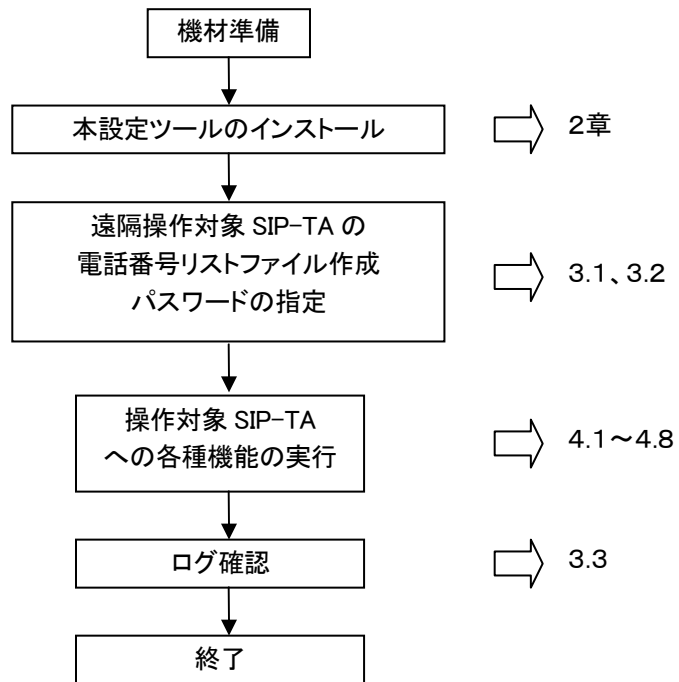 機材準備
本設定ツールのインストール
2章
遠隔操作対象 SIP-TA の
電話番号リストファイル作成
パスワードの指定
3.1、3.2
操作対象 SIP-TA
への各種機能の実行
4.1～4.8
ログ確認
3.3
終了